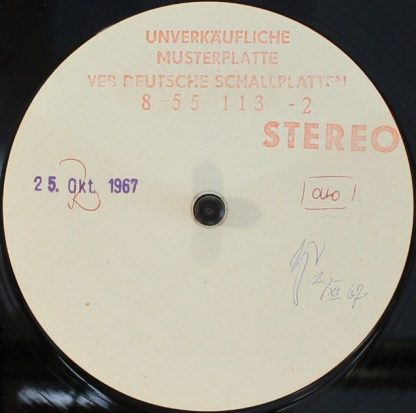 UNVERKÄUFLICHE
MUSTERPLATTE
VEB DEUTSCHE SCHALLPLATTEN
8 55 113 -2
STEREO
25. Okt. 1967